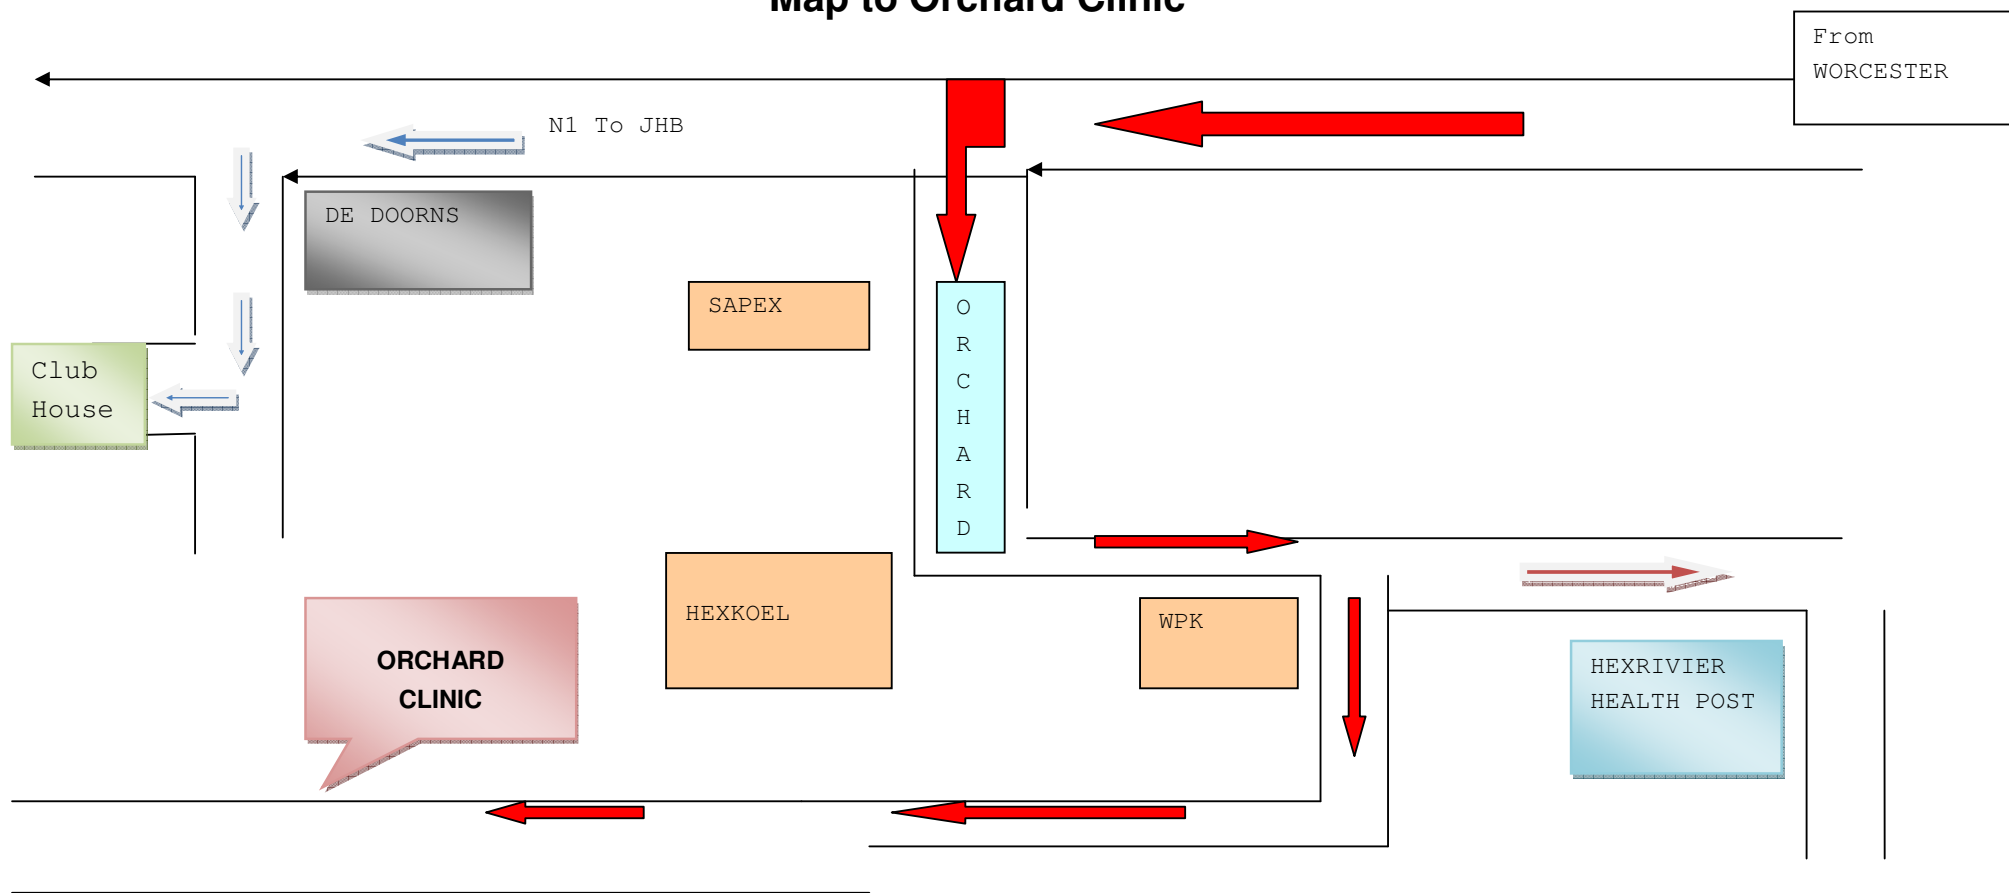 Map to Orchard Clinic
From
WORCESTER
N1 To JHB
DE DOORNS
SAPEX
O
R
C
H
A
R
D
Club
House
HEXKOEL
WPK
ORCHARD
CLINIC
HEXRIVIER
HEALTH POST